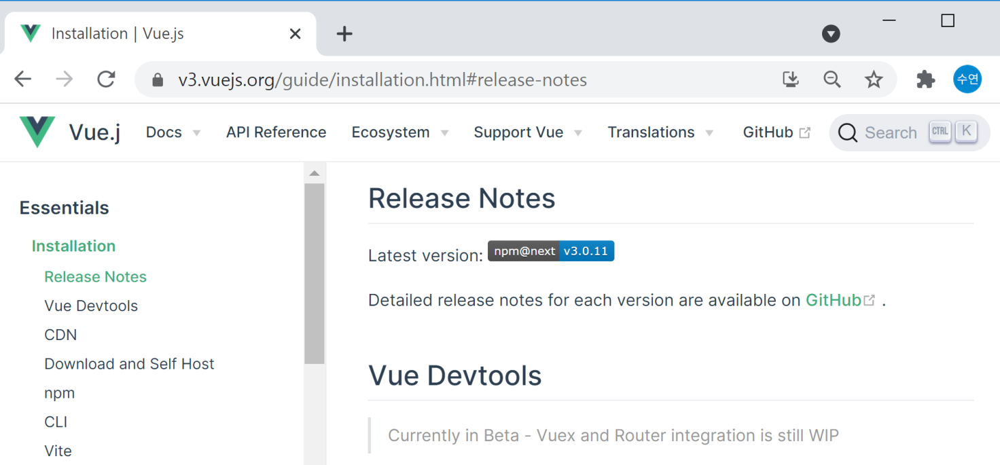 Installation | Vue.js
v3.vuejs.org/guide/installation.html#release-notes
수연
Vue.j Docs API Reference Ecosystem Support Vue Translations GitHub Search CTRL K
Essentials
Installation
Release Notes
Vue Devtools
CDN
Download and Self Host
npm
CLI
Vite
Release Notes
Latest version: npm@next v3.0.11
Detailed release notes for each version are available on GitHub .
Vue Devtools
Currently in Beta - Vuex and Router integration is still WIP